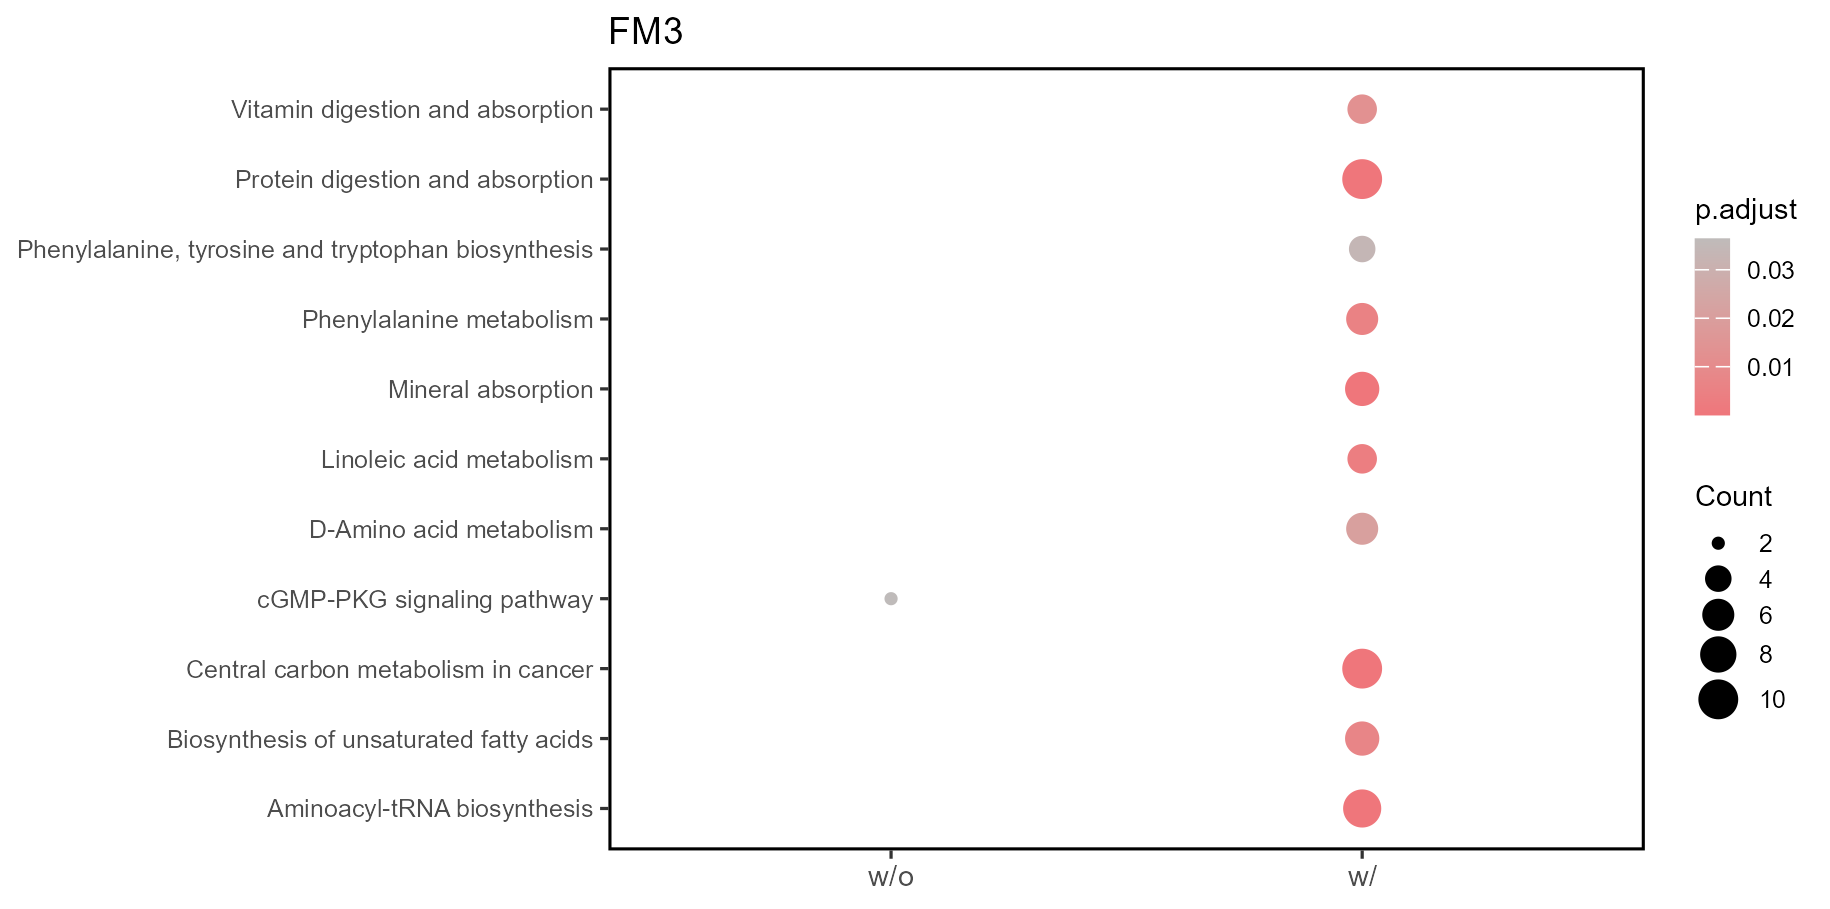 FM3
Vitamin digestion and absorption
Protein digestion and absorption
Phenylalanine, tyrosine and tryptophan biosynthesis
Phenylalanine metabolism
Mineral absorption
Linoleic acid metabolism
D-Amino acid metabolism
cGMP-PKG signaling pathway
Central carbon metabolism in cancer
Biosynthesis of unsaturated fatty acids
Aminoacyl-tRNA biosynthesis
w/o
w/
p.adjust
0.03
0.02
0.01
Count
2
4
6
8
10